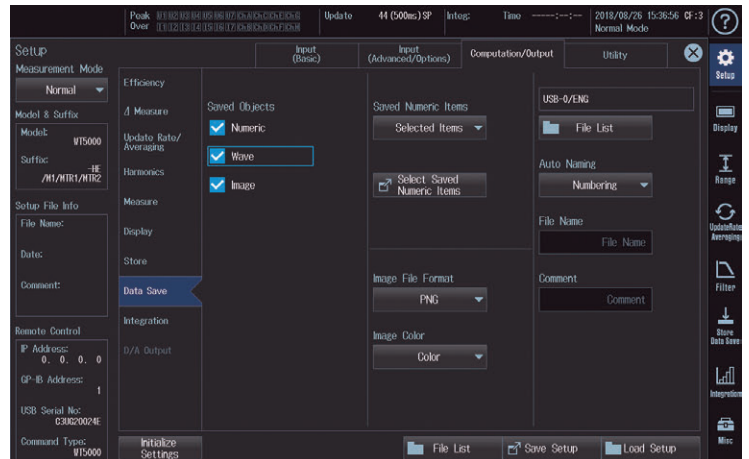 Peak
Over
Update 44 (500ms) SP Integ: Time -----:--:--
2018/08/26 15:36:56 CF:3
Normal Mode
?
Setup
Measurement Mode
Normal
Model & Suffix
Model:
WT5000
Suffix:
-HE
/M1/MTR1/MTR2
Setup File Info
File Name:
Date:
Comment:
Remote Control
IP Address:
0. 0. 0. 0
GP-IB Address:
1
USB Serial No:
C3UG20024E
Command Type:
WT5000
Input
(Basic)
Input
(Advanced/Options)
Computation/Output
Utility
Efficiency
Δ Measure
Update Rate/
Averaging
Harmonics
Measure
Display
Store
Data Save
Integration
D/A Output
Saved Objects
Numeric
Wave
Image
Saved Numeric Items
Selected Items
Select Saved
Numeric Items
Image File Format
PNG
Image Color
Color
USB-0/ENG
File List
Auto Naming
Numbering
File Name
File Name
Comment
Comment
Initialize
Settings
File List
Save Setup
Load Setup
Setup
Display
Range
UpdateRate
Averaging
Filter
Store
Data Save
Integration
Misc